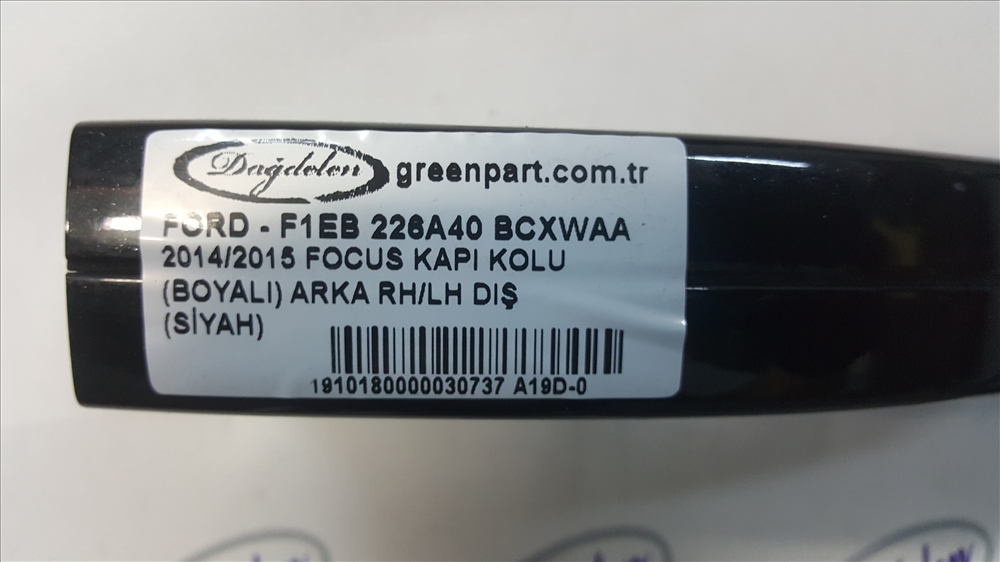 Dağdelen
greenpart.com.tr
FORD - F1EB 226A40 BCXWAA
2014/2015 FOCUS KAPI KOLU
(BOYALI) ARKA RH/LH DIŞ
(SİYAH)
1910180000030737 A19D-0